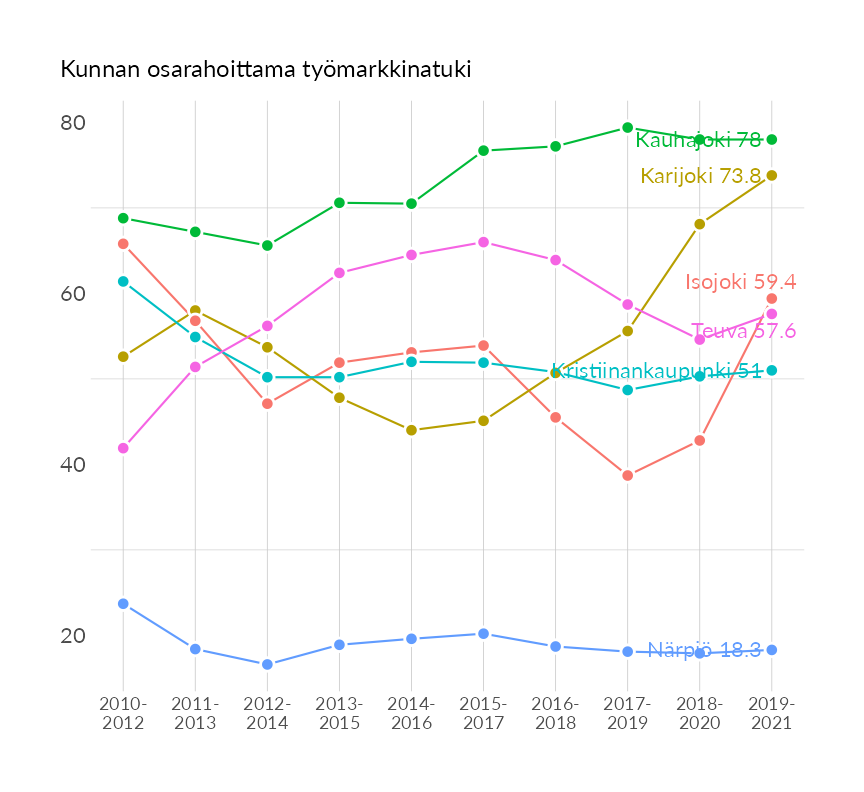 Kunnan osarahoittama työmarkkinatuki
80
Kauhajoki 78
Karijoki 73.8
60
Isojoki 59.4
Teuva 57.6
Kristiinankaupunki 51
40
20
Närpiö 18.3
2010- 2011- 2012- 2013- 2014- 2015- 2016- 2017- 2018- 2019-
2012 2013 2014 2015 2016 2017 2018 2019 2020 2021